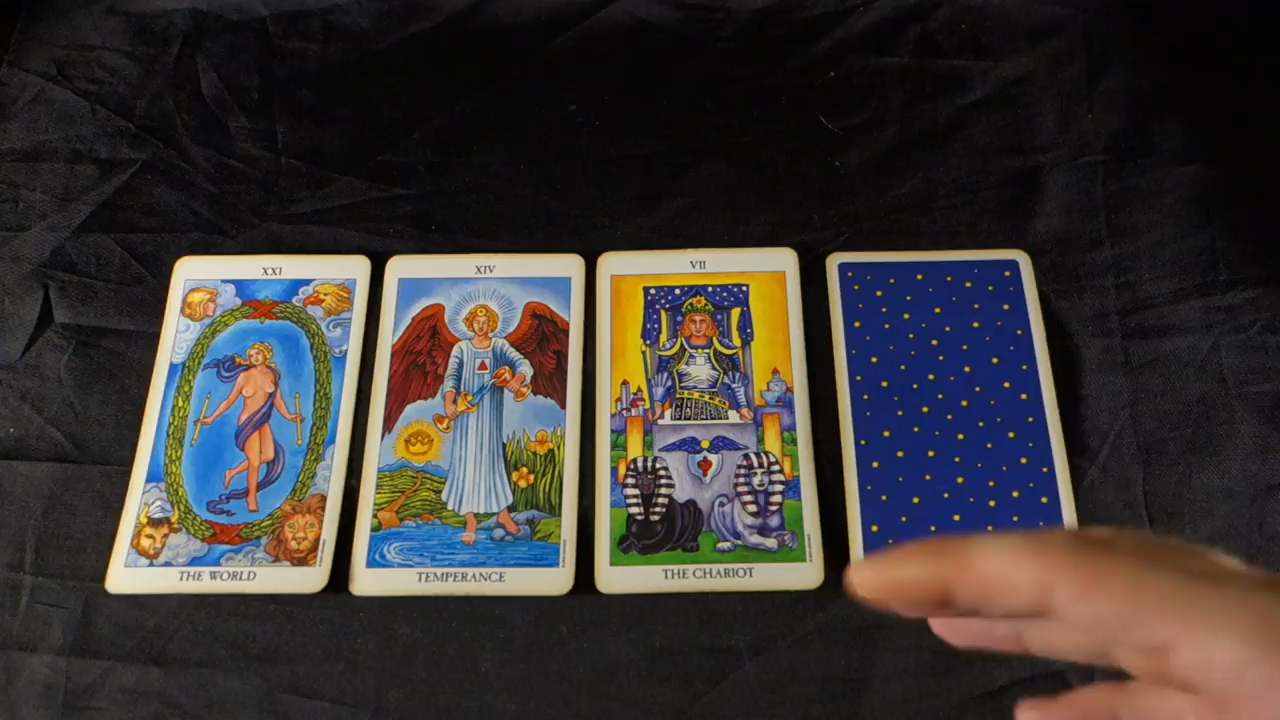 XXI
THE WORLD
XIV
TEMPERANCE
VII
THE CHARIOT